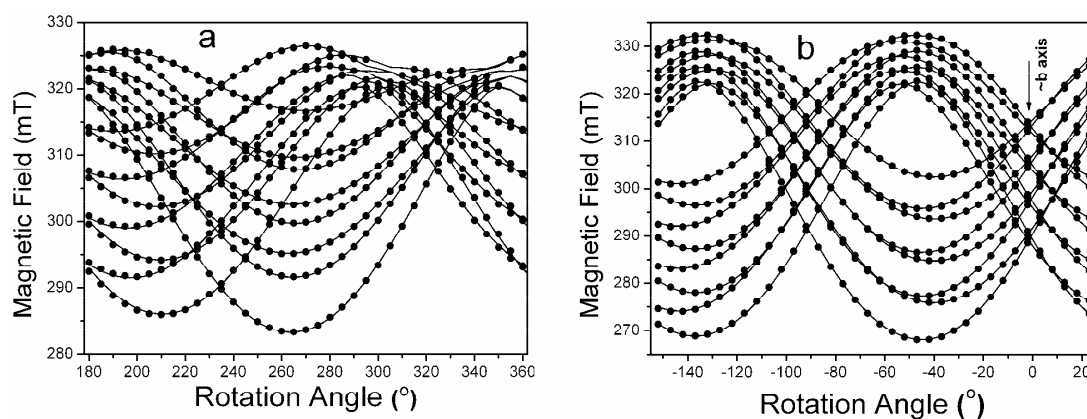 a
330
320
310
300
290
280
Magnetic Field (mT)
180 200 220 240 260 280 300 320 340 360
Rotation Angle (°)
b
~b axis
330
320
310
300
290
270
Magnetic Field (mT)
-140 -120 -100 -80 -60 -40 -20 0 20
Rotation Angle (°)